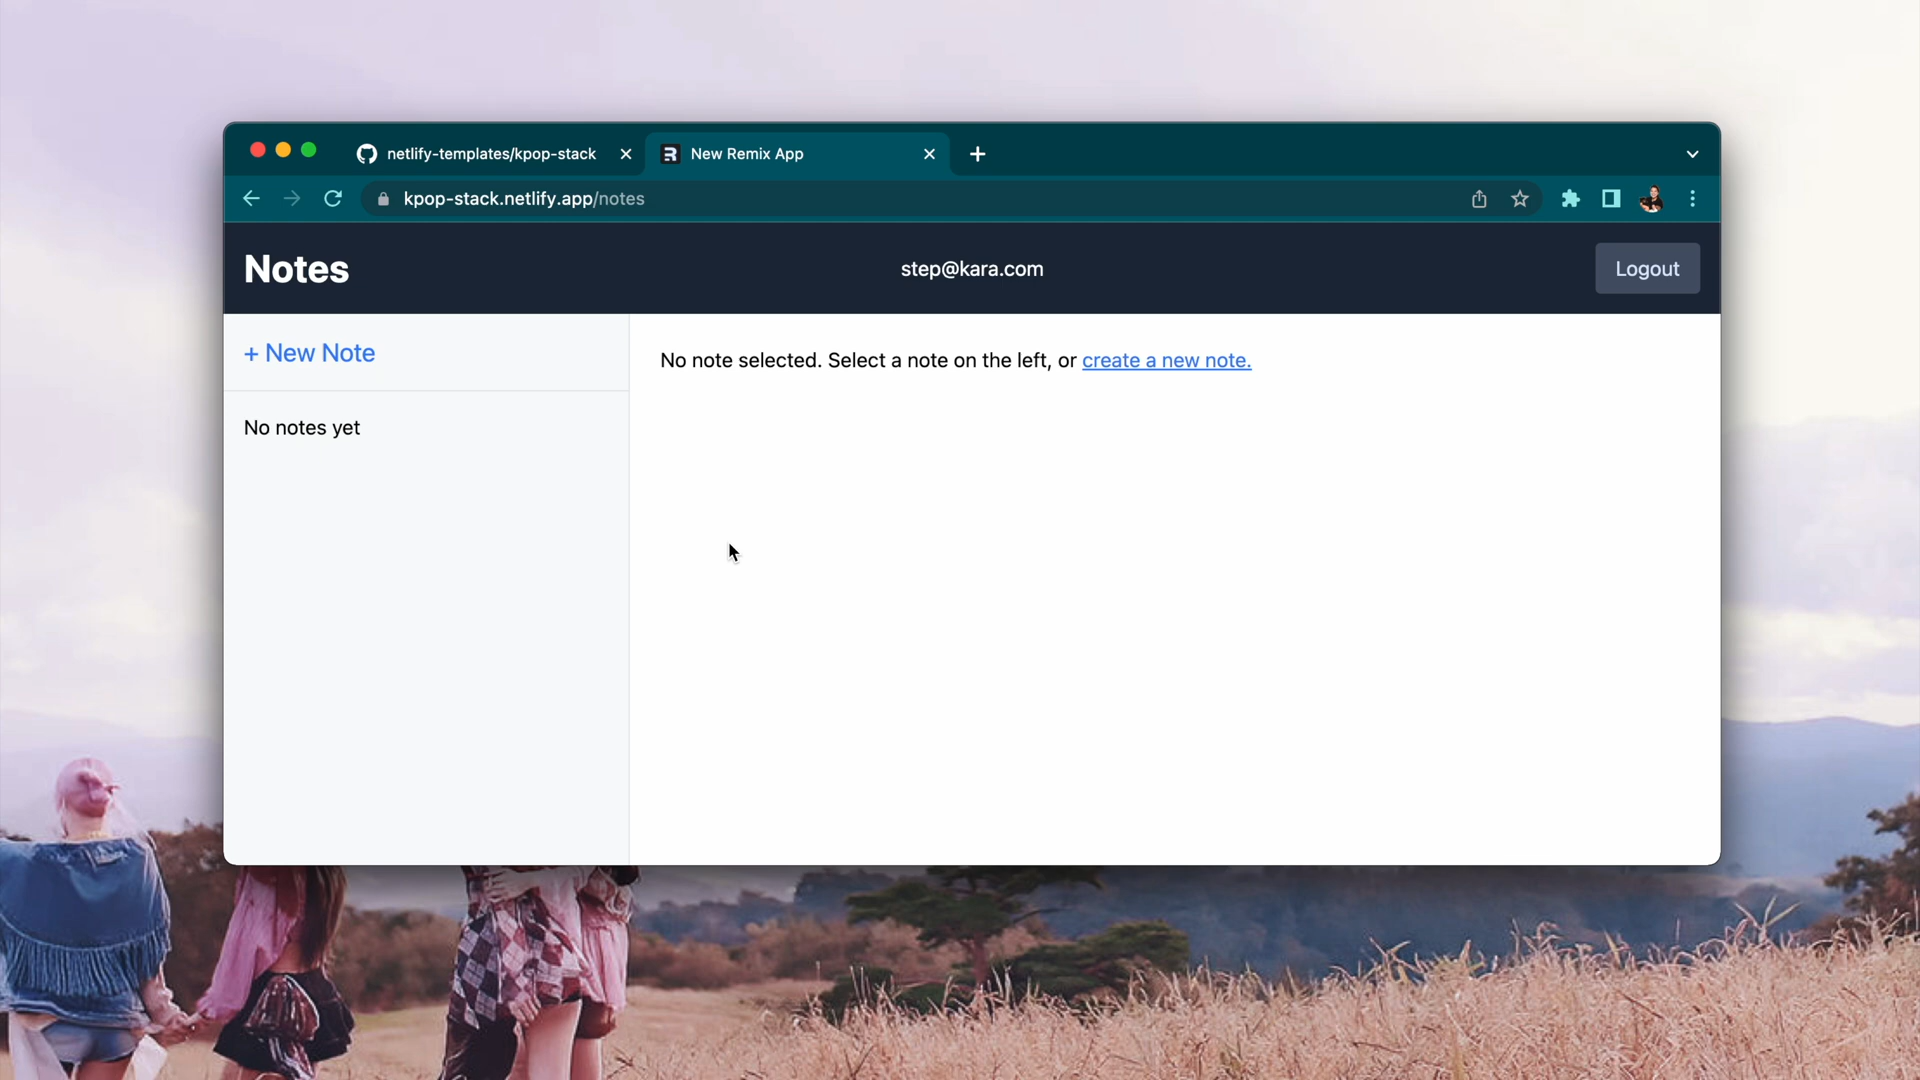 netlify-templates/kpop-stack
New Remix App
kpop-stack.netlify.app/notes
Notes
step@kara.com
Logout
+ New Note
No note selected. Select a note on the left, or create a new note.
No notes yet